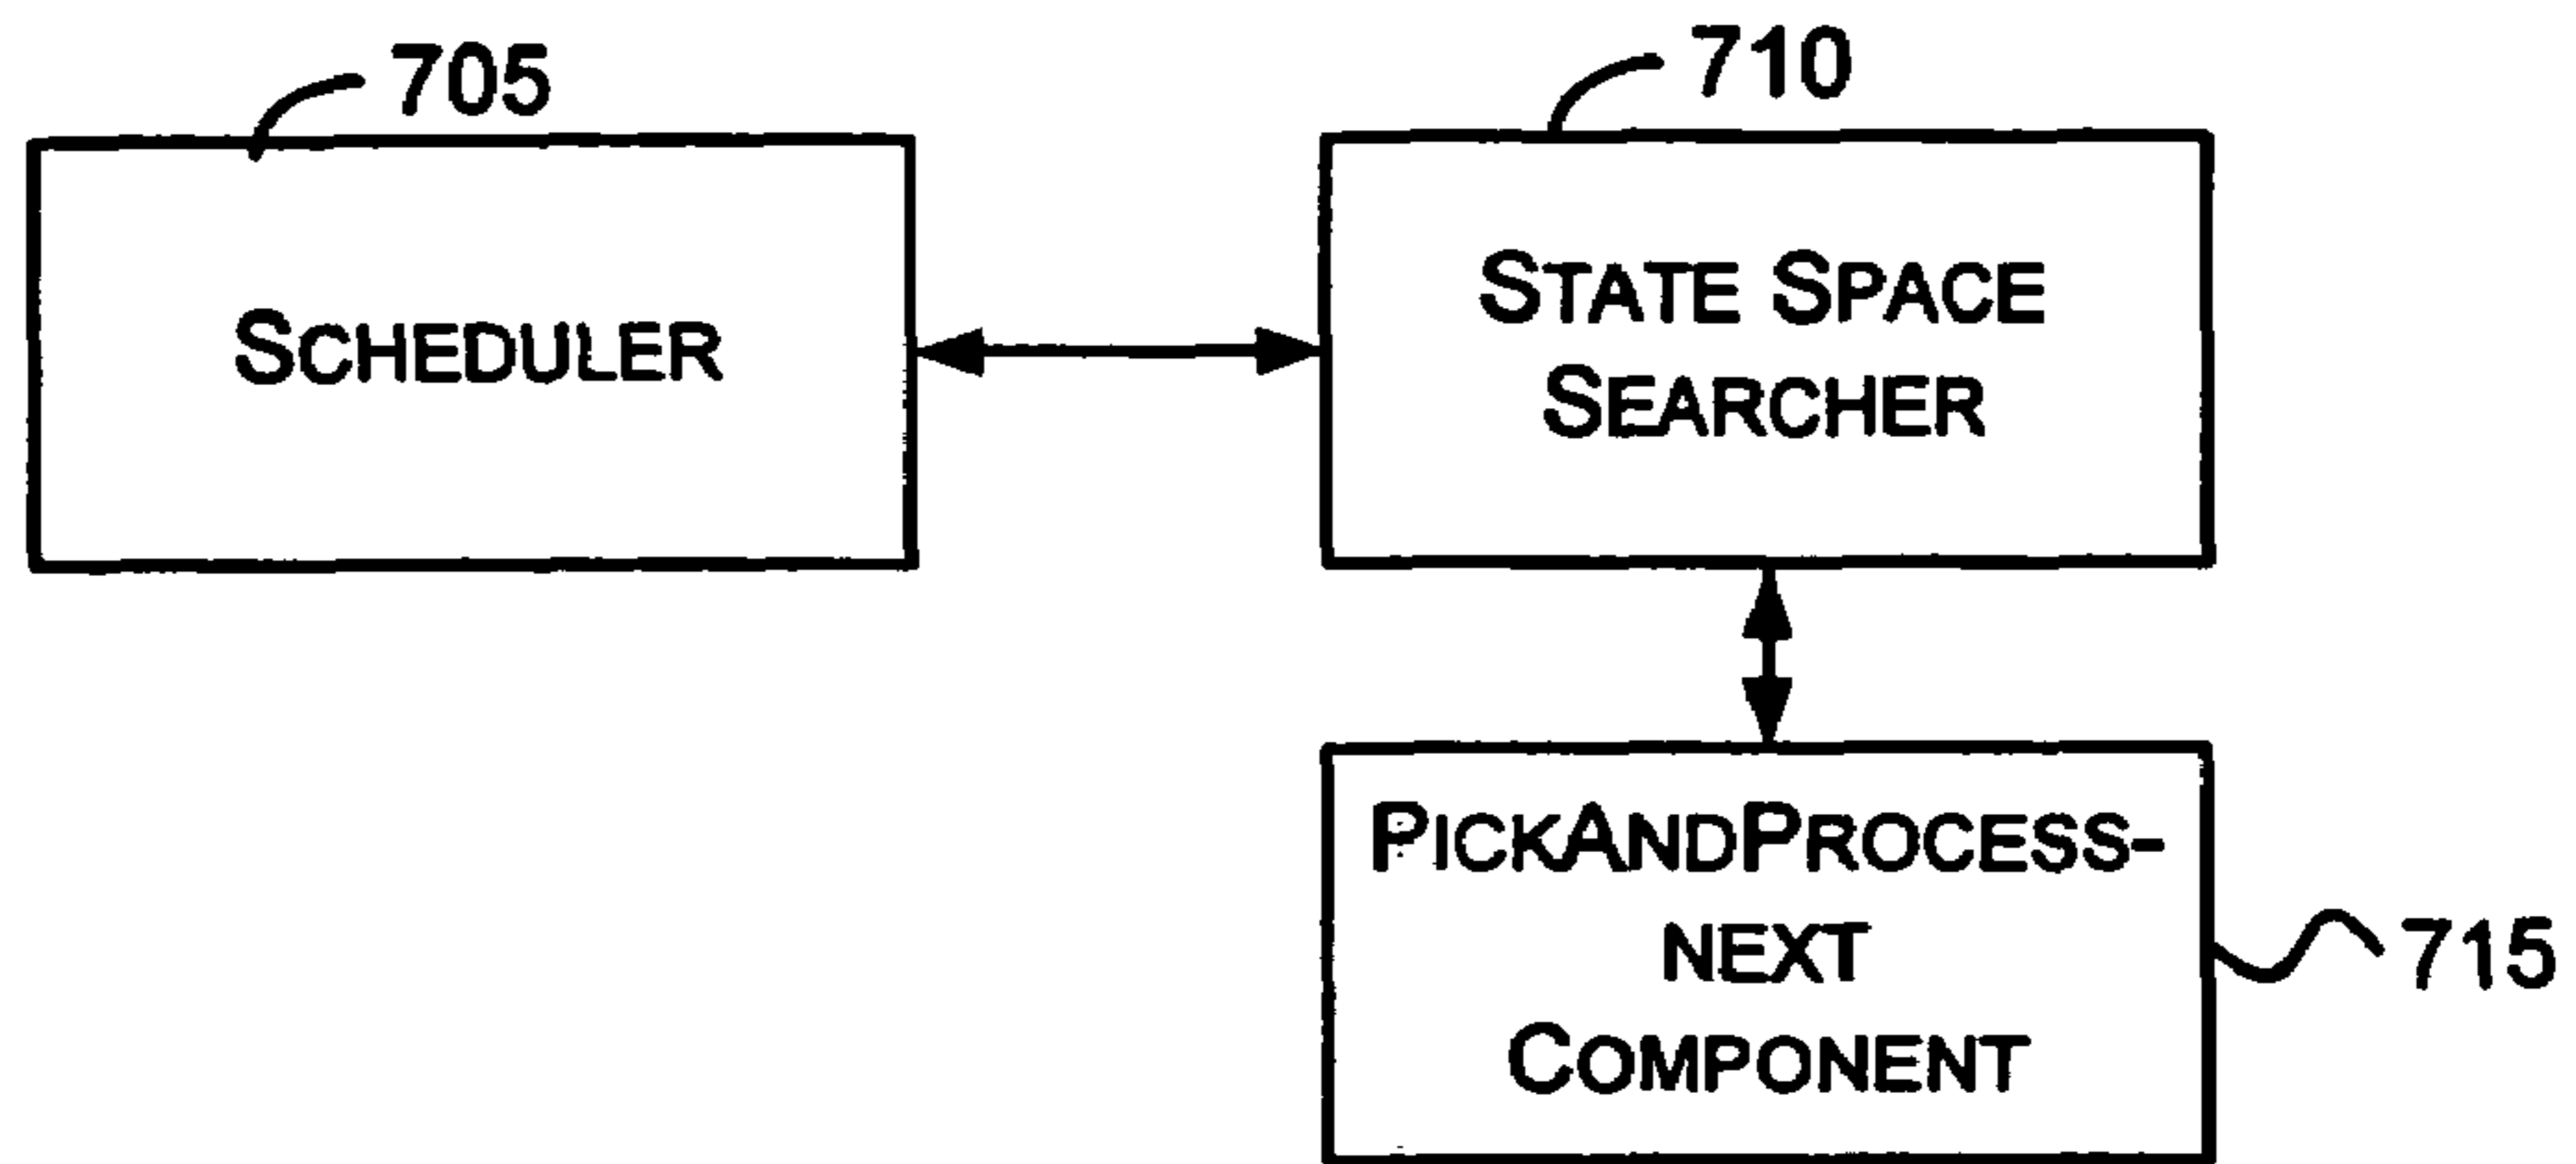 705
710
SCHEDULER
STATE SPACE
SEARCHER
PICKANDPROCESS-
NEXT
COMPONENT
715